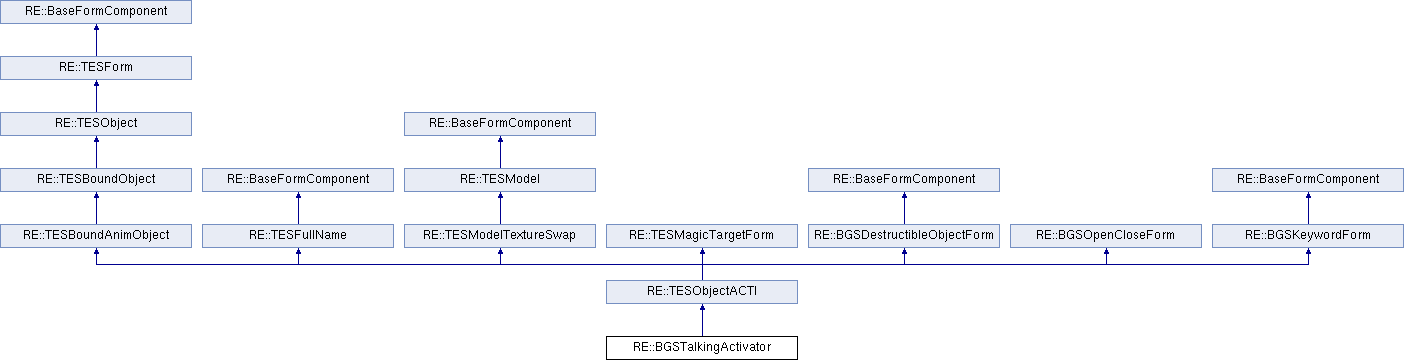 RE::BaseFormComponent
RE::TESForm
RE::TESObject
RE::BaseFormComponent
RE::TESBoundObject
RE::BaseFormComponent
RE::TESModel
RE::BaseFormComponent
RE::BaseFormComponent
RE::TESBoundAnimObject
RE::TESFullName
RE::TESModelTextureSwap
RE::TESMagicTargetForm
RE::BGSDestructibleObjectForm
RE::BGSOpenCloseForm
RE::BGSKeywordForm
RE::TESObjectACTI
RE::BGSTalkingActivator